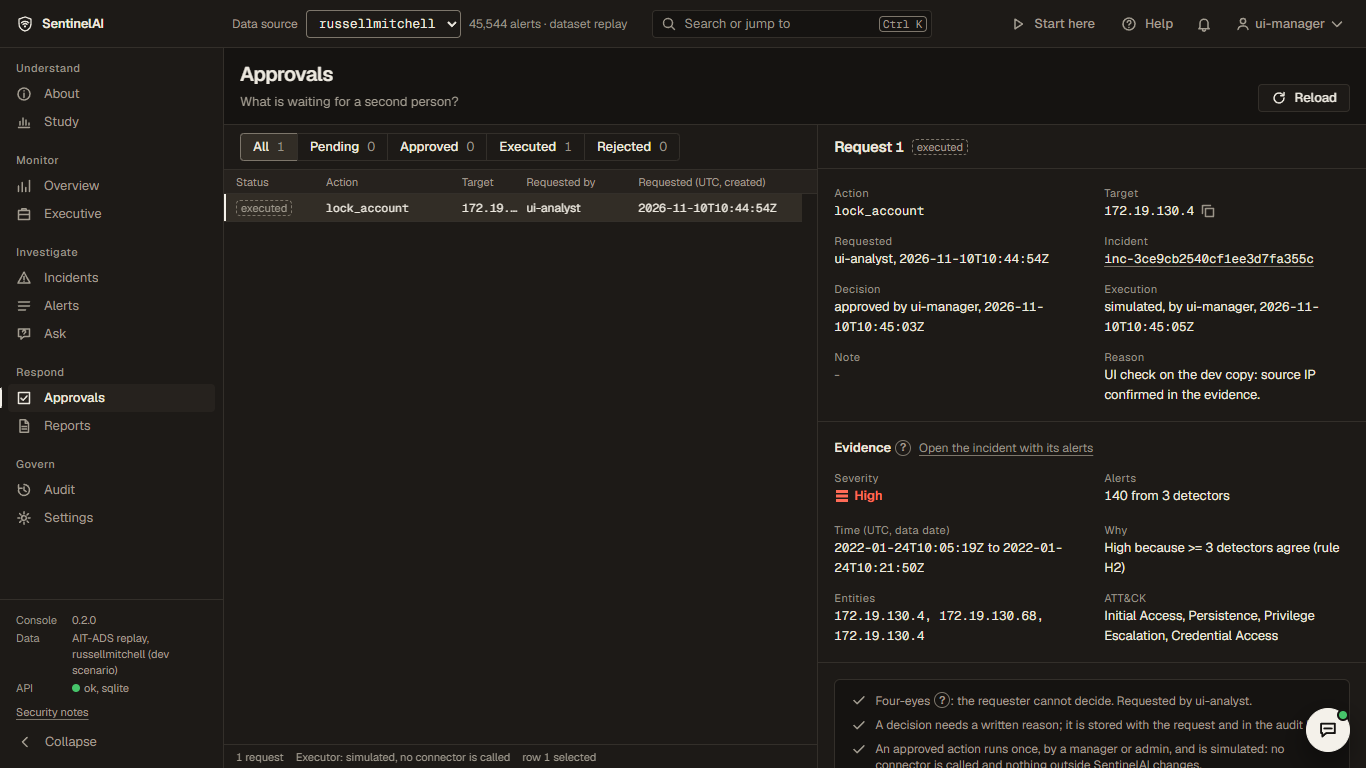 SentinelAI
Data source russellmitchell 45,544 alerts · dataset replay
Search or jump to Ctrl K
Start here
Help
ui-manager
Understand
About
Study
Monitor
Overview
Executive
Investigate
Incidents
Alerts
Ask
Respond
Approvals
Reports
Govern
Audit
Settings
Console 0.2.0
Data AIT-ADS replay,
russellmitchell (dev
scenario)
API ok, sqlite
Security notes
Collapse
Approvals
What is waiting for a second person?
Reload
All 1 Pending 0 Approved 0 Executed 1 Rejected 0
Status Action Target Requested by Requested (UTC, created)
executed lock_account 172.19.… ui-analyst 2026-11-10T10:44:54Z
1 request Executor: simulated, no connector is called row 1 selected
Request 1 executed
Action
lock_account
Target
172.19.130.4
Requested
ui-analyst, 2026-11-10T10:44:54Z
Incident
inc-3ce9cb2540cf1ee3d7fa355c
Decision
approved by ui-manager, 2026-11-
10T10:45:03Z
Execution
simulated, by ui-manager, 2026-11-
10T10:45:05Z
Note
-
Reason
UI check on the dev copy: source IP
confirmed in the evidence.
Evidence ? Open the incident with its alerts
Severity
High
Alerts
140 from 3 detectors
Time (UTC, data date)
2022-01-24T10:05:19Z to 2022-01-
24T10:21:50Z
Why
High because >= 3 detectors agree (rule
H2)
Entities
172.19.130.4, 172.19.130.68,
172.19.130.4
ATT&CK
Initial Access, Persistence, Privilege
Escalation, Credential Access
Four-eyes ?: the requester cannot decide. Requested by ui-analyst.
A decision needs a written reason; it is stored with the request and in the audit
An approved action runs once, by a manager or admin, and is simulated: no
connector is called and nothing outside SentinelAI changes.